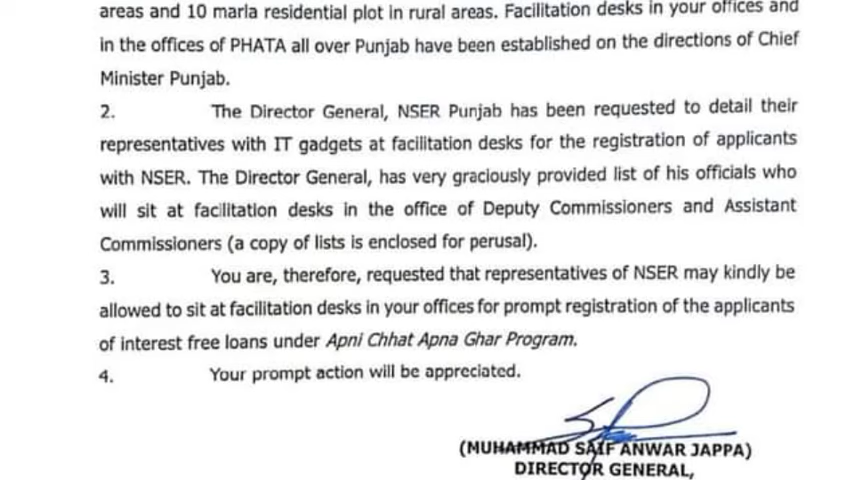 areas and 10 marla residential plot in rural areas. Facilitation desks in your offices and
in the offices of PHATA all over Punjab have been established on the directions of Chief
Minister Punjab.
2. The Director General, NSER Punjab has been requested to detail their
representatives with IT gadgets at facilitation desks for the registration of applicants
with NSER. The Director General, has very graciously provided list of his officials who
will sit at facilitation desks in the office of Deputy Commissioners and Assistant
Commissioners (a copy of lists is enclosed for perusal).
3. You are, therefore, requested that representatives of NSER may kindly be
allowed to sit at facilitation desks in your offices for prompt registration of the applicants
of interest free loans under Apni Chhat Apna Ghar Program.
4. Your prompt action will be appreciated.
(MUHAMMAD SAIF ANWAR JAPPA)
DIRECTOR GENERAL,